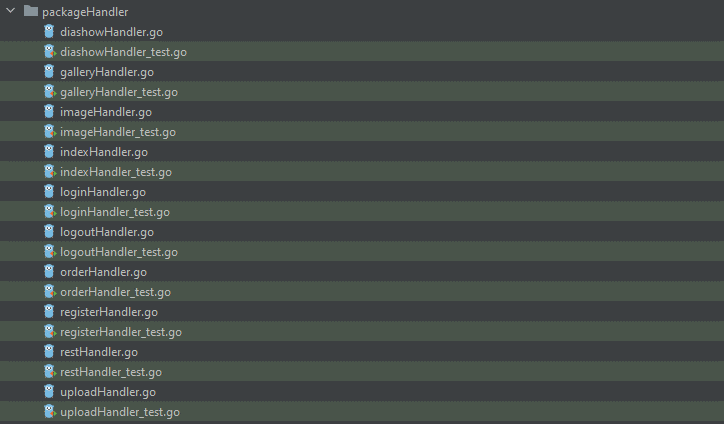 packageHandler
diashowHandler.go
diashowHandler_test.go
galleryHandler.go
galleryHandler_test.go
imageHandler.go
imageHandler_test.go
indexHandler.go
indexHandler_test.go
loginHandler.go
loginHandler_test.go
logoutHandler.go
logoutHandler_test.go
orderHandler.go
orderHandler_test.go
registerHandler.go
registerHandler_test.go
restHandler.go
restHandler_test.go
uploadHandler.go
uploadHandler_test.go